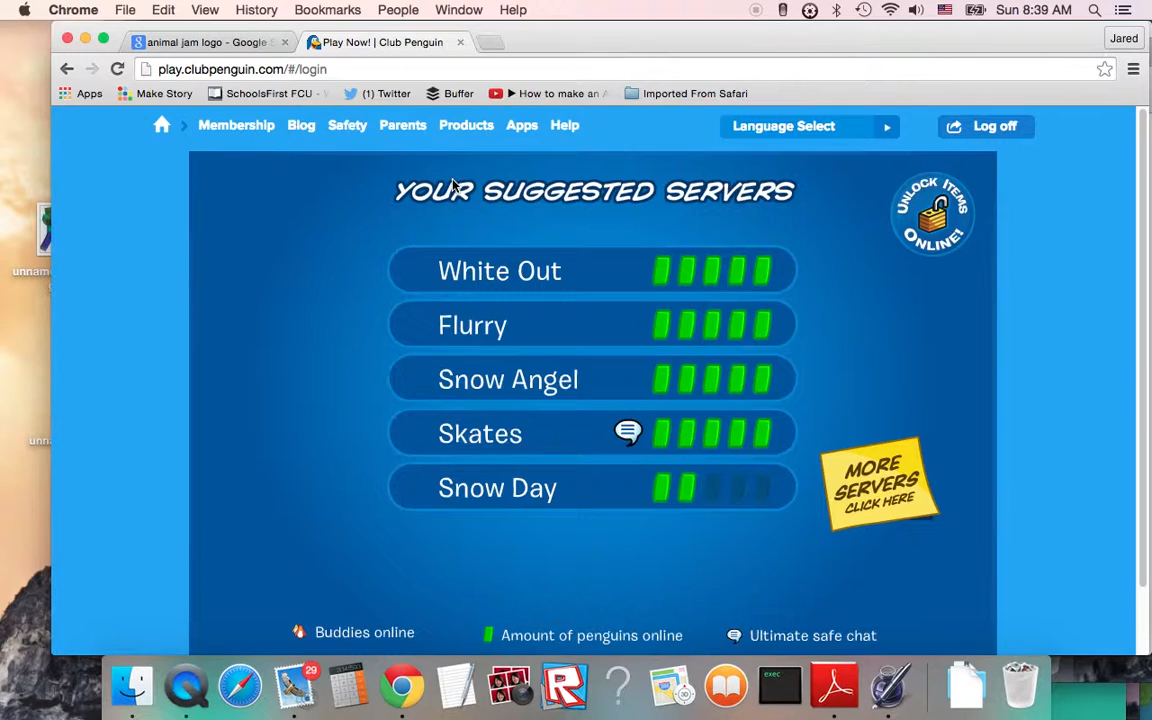 Chrome File Edit View History Bookmarks People Window Help Sun 8:39 AM
animal jam logo - Google S
Play Now! | Club Penguin
Jared
play.clubpenguin.com/#/login
Apps Make Story SchoolsFirst FCU - (1) Twitter Buffer ▶ How to make an Imported From Safari
Membership Blog Safety Parents Products Apps Help Language Select Log off
YOUR SUGGESTED SERVERS
UNLOCK ITEMS
ONLINE!
White Out
Flurry
Snow Angel
Skates
Snow Day
MORE
SERVERS
CLICK HERE
Buddies online Amount of penguins online Ultimate safe chat
unnam
unn
29
exec